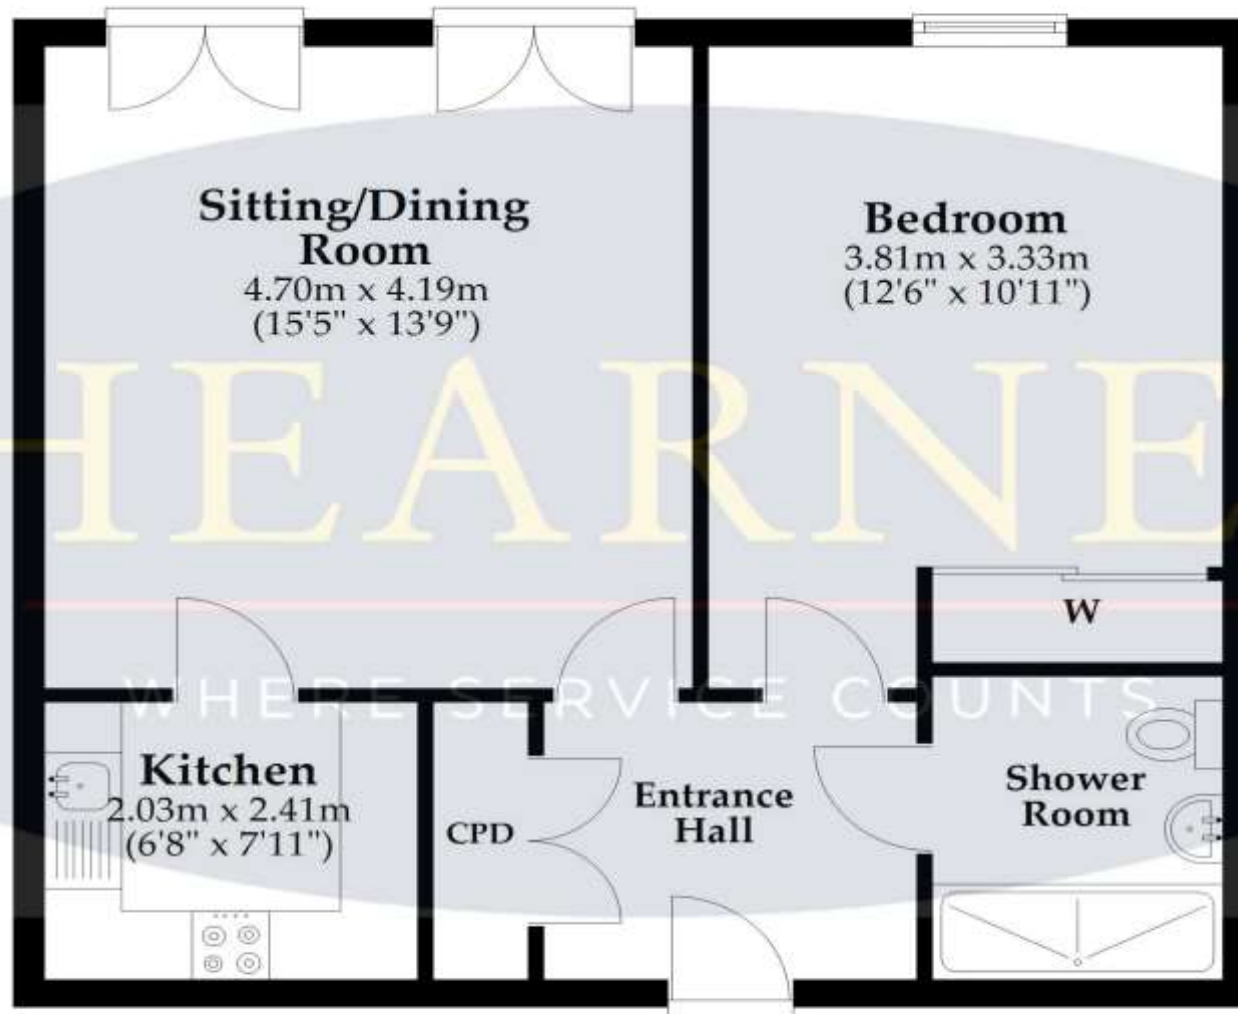 Sitting/Dining
Room
4.70m x 4.19m
(15'5" x 13'9")
Bedroom
3.81m x 3.33m
(12'6" x 10'11")
HEARNE
W
WHERE SERVICE COUNTS
Kitchen
2.03m x 2.41m
(6'8" x 7'11")
CPD
Entrance
Hall
Shower
Room